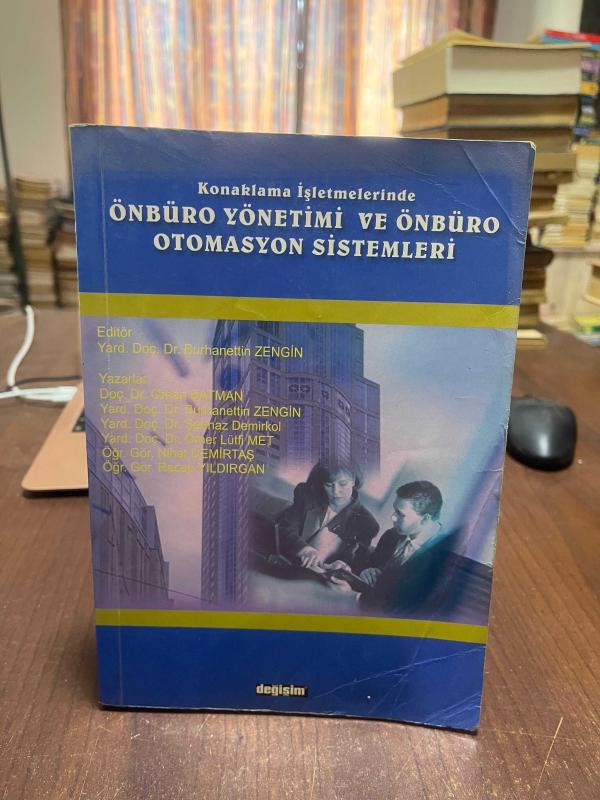 Konaklama İşletmelerinde
ÖNBÜRO YÖNETİMİ VE ÖNBÜRO
OTOMASYON SİSTEMLERİ
Editör
Yard. Doç. Dr. Burhanettin ZENGİN
Yazarlar
Doç. Dr. Orhan BATMAN
Yard. Doç. Dr. Burhanettin ZENGİN
Yard. Doç. Dr. Şehnaz Demirkol
Yard. Doç. Dr. Ömer Lütfi MET
Öğr. Gör. Nihat DEMİRTAŞ
Öğr. Gör. Recep YILDIRGAN
değişim